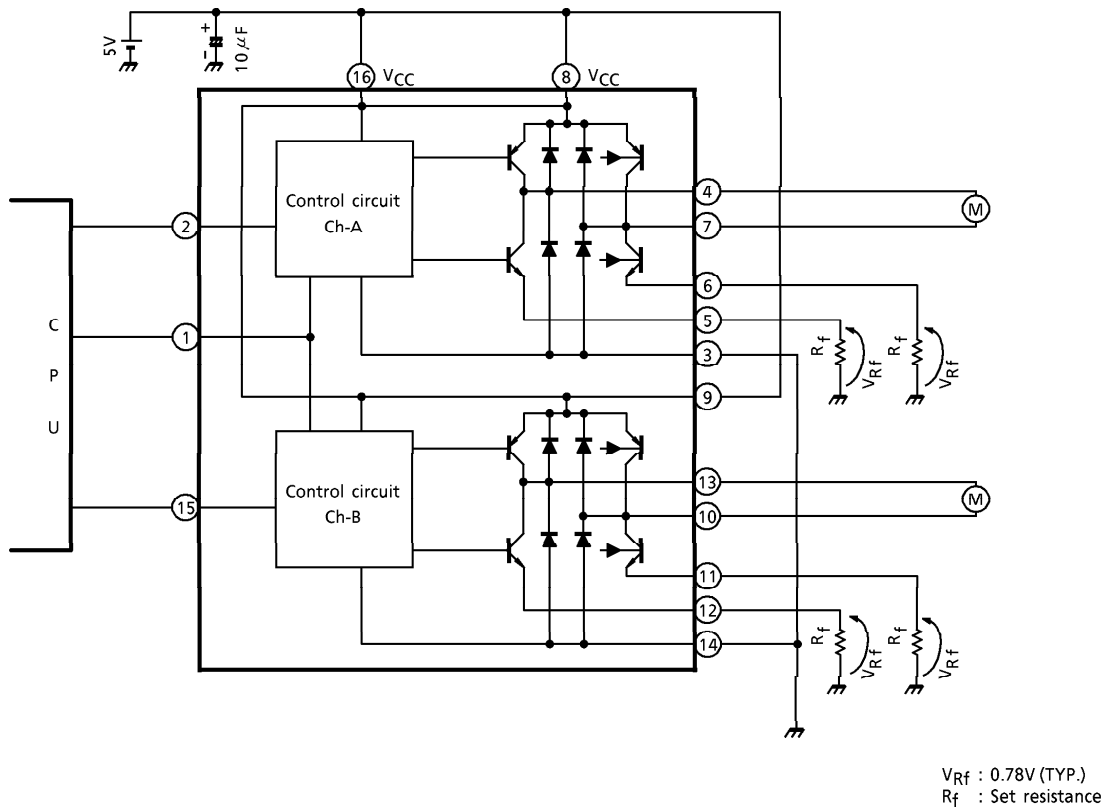 5V
+
-
10 μF
16 VCC
8 VCC
Control circuit
Ch-A
4
M
2
7
6
C
P
U
5
1
Rf
VRf
Rf
VRf
3
9
Control circuit
Ch-B
13
M
15
10
11
12
Rf
VRf
Rf
VRf
14
VRf : 0.78V (TYP.)
Rf : Set resistance